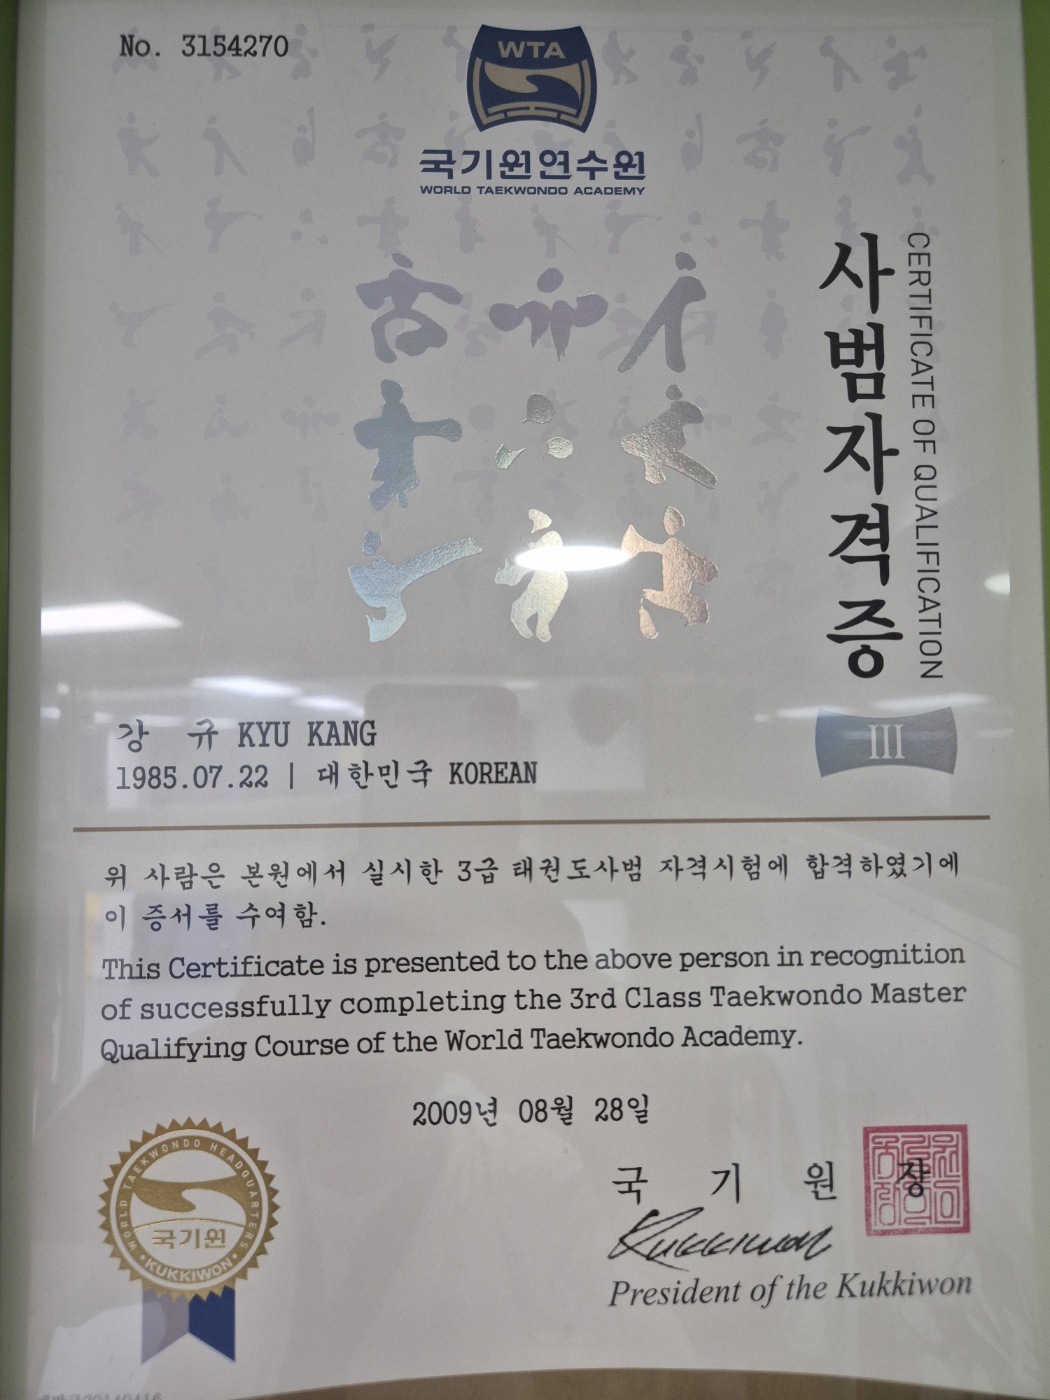 No. 3154270
WTA
국기원연수원
WORLD TAEKWONDO ACADEMY
사범자격증
CERTIFICATE OF QUALIFICATION
III
강 규 KYU KANG
1985.07.22 | 대한민국 KOREAN
위 사람은 본원에서 실시한 3급 태권도사범 자격시험에 합격하였기에
이 증서를 수여함.
This Certificate is presented to the above person in recognition
of successfully completing the 3rd Class Taekwondo Master
Qualifying Course of the World Taekwondo Academy.
2009년 08월 28일
국 기 원 장
Kukkiwon
President of the Kukkiwon
WORLD TAEKWONDO HEADQUARTERS
국기원
KUKKIWON